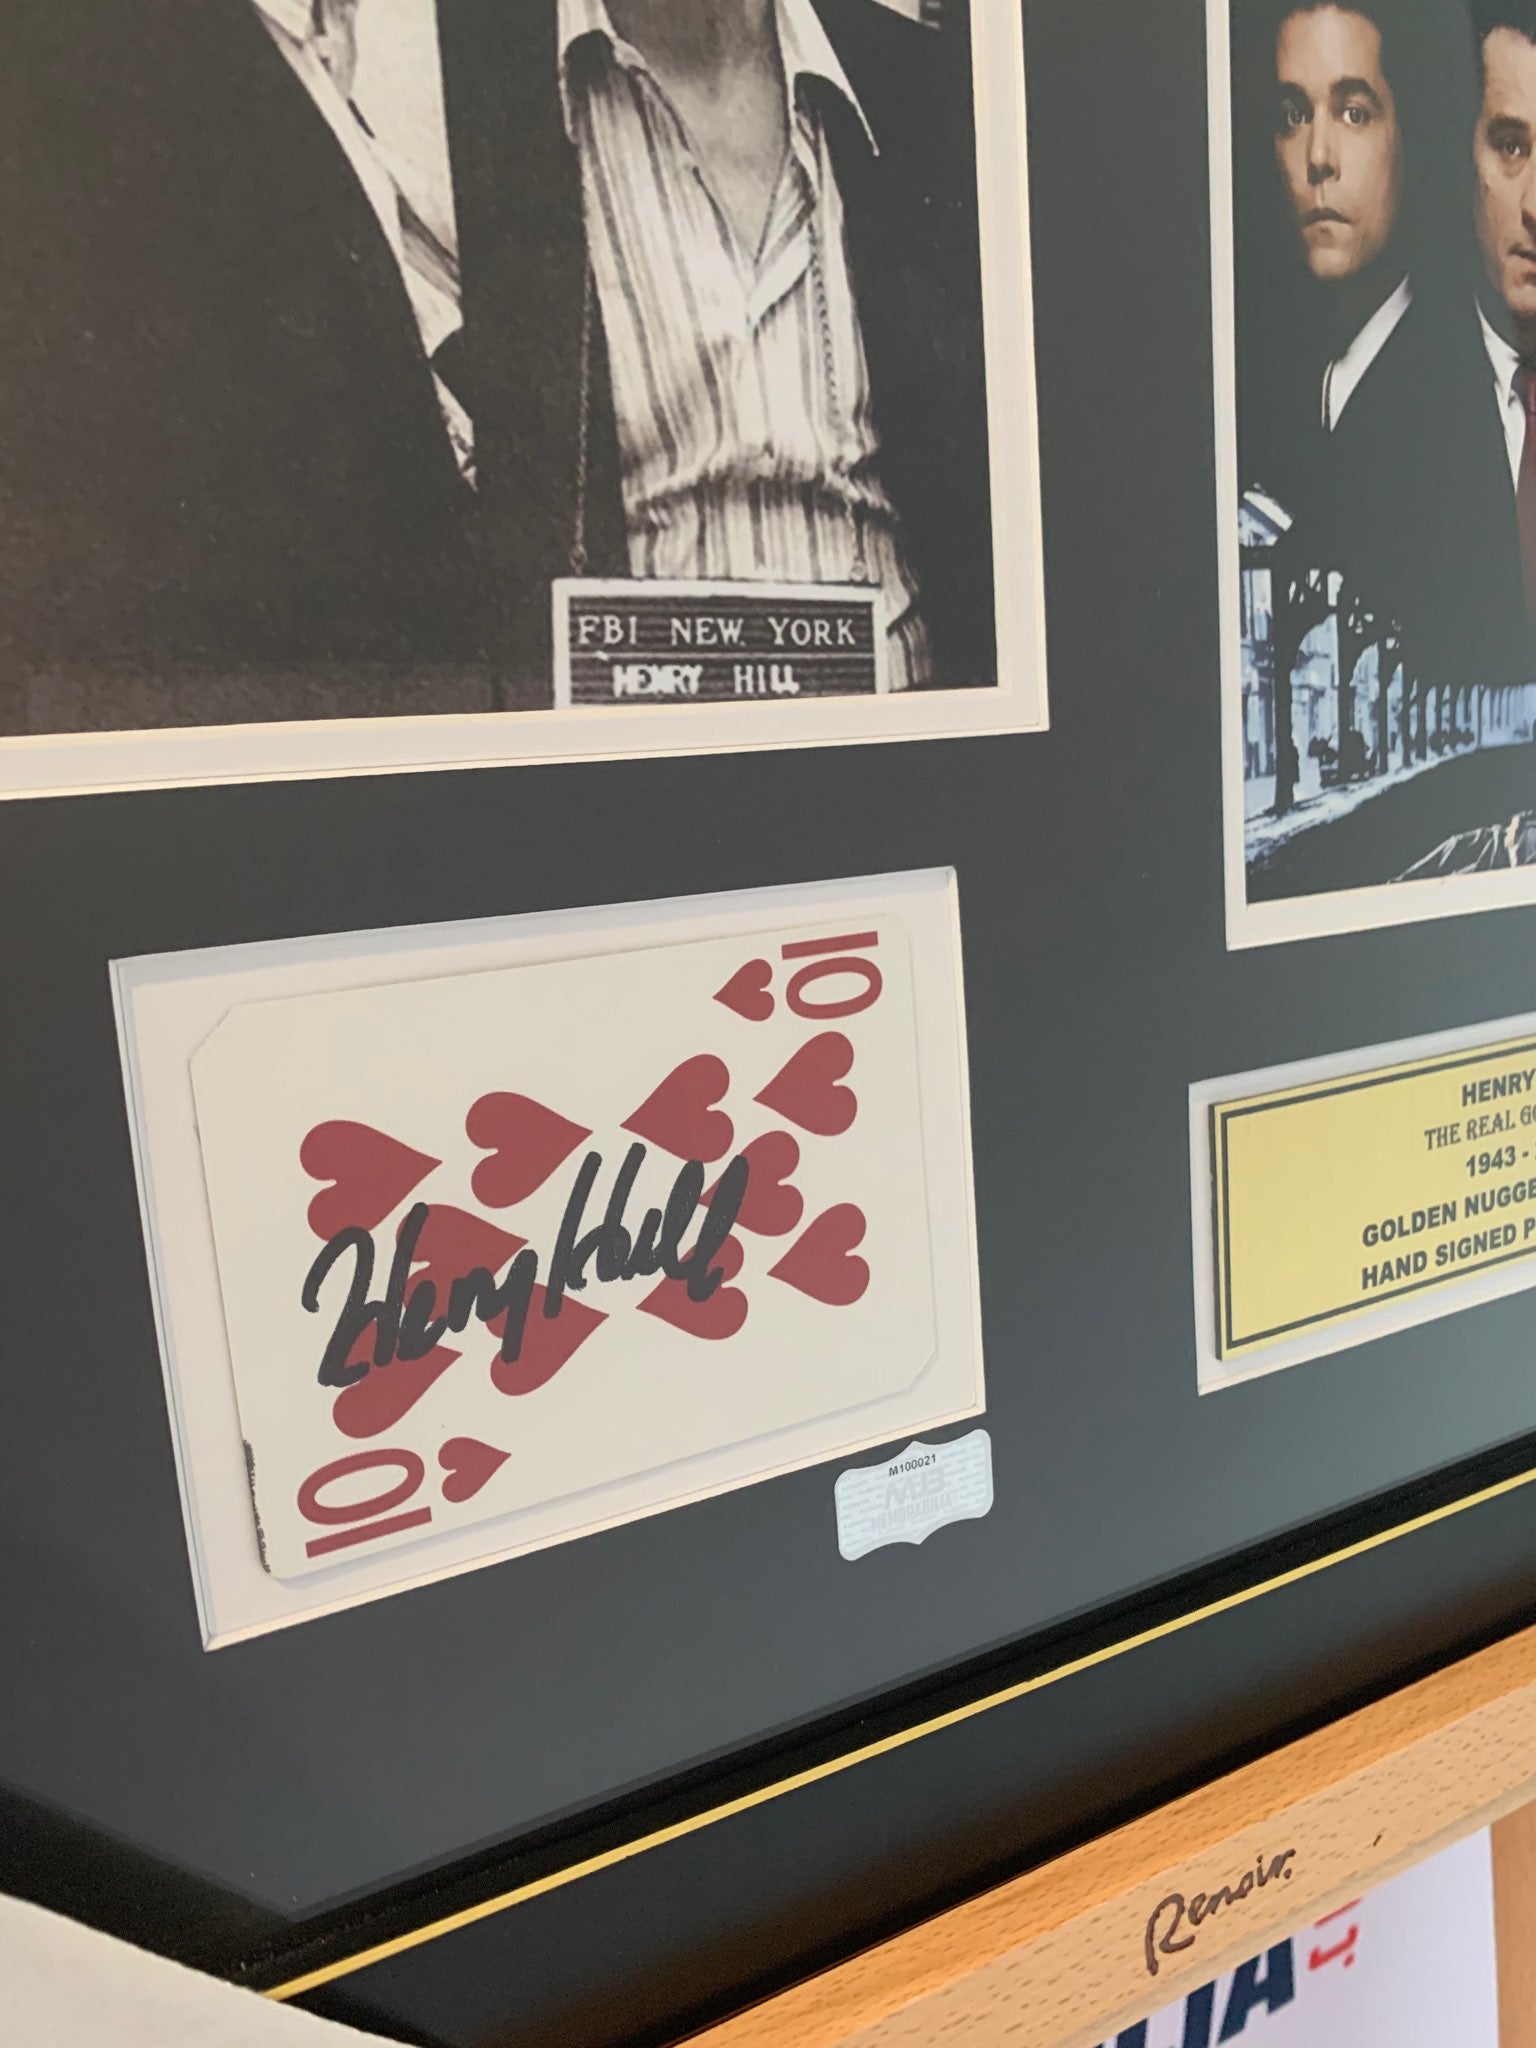 FBI NEW YORK
HENRY HILL
10
Henry Hill
10
M100021
MEMORABILIA
HENRY
THE REAL GO
1943 -
GOLDEN NUGGE
HAND SIGNED P
Renoir
LIA